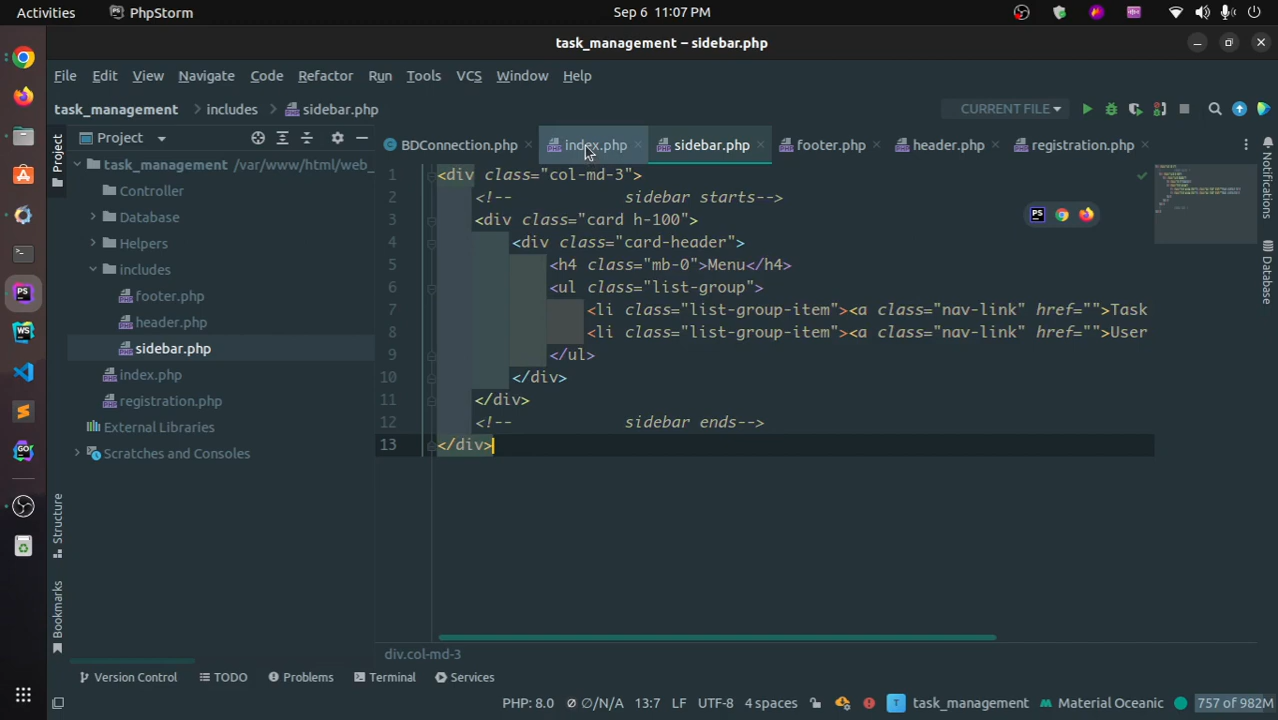 Activities PhpStorm Sep 6 11:07 PM
task_management – sidebar.php
File Edit View Navigate Code Refactor Run Tools VCS Window Help
task_management includes sidebar.php CURRENT FILE
Project BDConnection.php index.php sidebar.php footer.php header.php registration.php
task_management /var/www/html/web_
Controller
Database
Helpers
includes
footer.php
header.php
sidebar.php
index.php
registration.php
External Libraries
Scratches and Consoles
1 <div class="col-md-3">
2 <!-- sidebar starts-->
3 <div class="card h-100">
4 <div class="card-header">
5 <h4 class="mb-0">Menu</h4>
6 <ul class="list-group">
7 <li class="list-group-item"><a class="nav-link" href="">Task
8 <li class="list-group-item"><a class="nav-link" href="">User
9 </ul>
10 </div>
11 </div>
12 <!-- sidebar ends-->
13 </div>
Project
Structure
Bookmarks
Notifications
Database
div.col-md-3
Version Control TODO Problems Terminal Services
PHP: 8.0 ∅/N/A 13:7 LF UTF-8 4 spaces T task_management Material Oceanic 757 of 982M